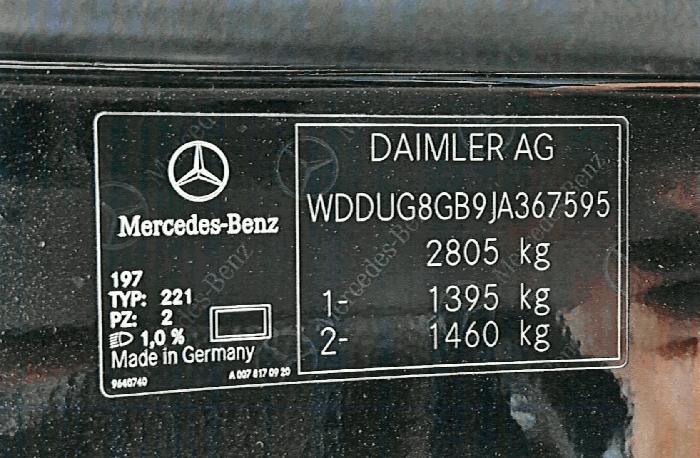 Mercedes-Benz
197
TYP: 221
PZ: 2
1,0 %
Made in Germany
9640740
A 007 817 09 20
DAIMLER AG
WDDUG8GB9JA367595
2805 kg
1- 1395 kg
2- 1460 kg